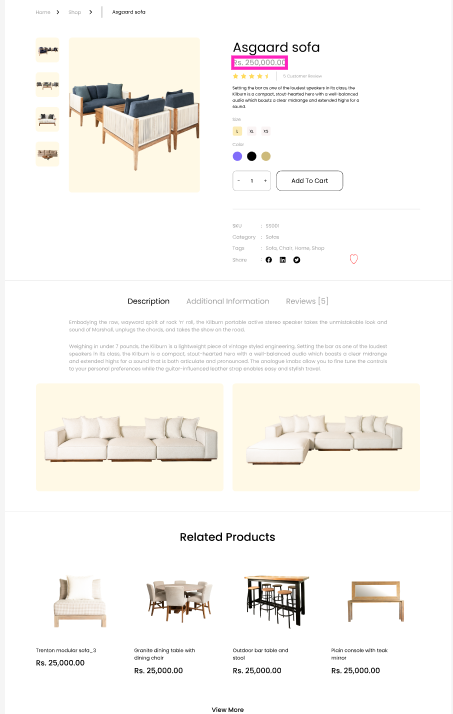 Home > Shop > Asgaard sofa
Asgaard sofa
Rs. 250,000.00
5 Customer Review
Setting the bar as one of the loudest speakers in its class, the
Kilburn is a compact, stout-hearted hero with a well-balanced
audio which boasts a clear midrange and extended highs for a
sound.
Size
L XL XS
Color
- 1 +
Add To Cart
SKU : SS001
Category : Sofas
Tags : Sofa, Chair, Home, Shop
Share :
Description Additional Information Reviews [5]
Embodying the raw, wayward spirit of rock 'n' roll, the Kilburn portable active stereo speaker takes the unmistakable look and
sound of Marshall, unplugs the chords, and takes the show on the road.
Weighing in under 7 pounds, the Kilburn is a lightweight piece of vintage styled engineering. Setting the bar as one of the loudest
speakers in its class, the Kilburn is a compact, stout-hearted hero with a well-balanced audio which boasts a clear midrange
and extended highs for a sound that is both articulate and pronounced. The analogue knobs allow you to fine tune the controls
to your personal preferences while the guitar-influenced leather strap enables easy and stylish travel.
Related Products
Trenton modular sofa_3
Rs. 25,000.00
Granite dining table with
dining chair
Rs. 25,000.00
Outdoor bar table and
stool
Rs. 25,000.00
Plain console with teak
mirror
Rs. 25,000.00
View More